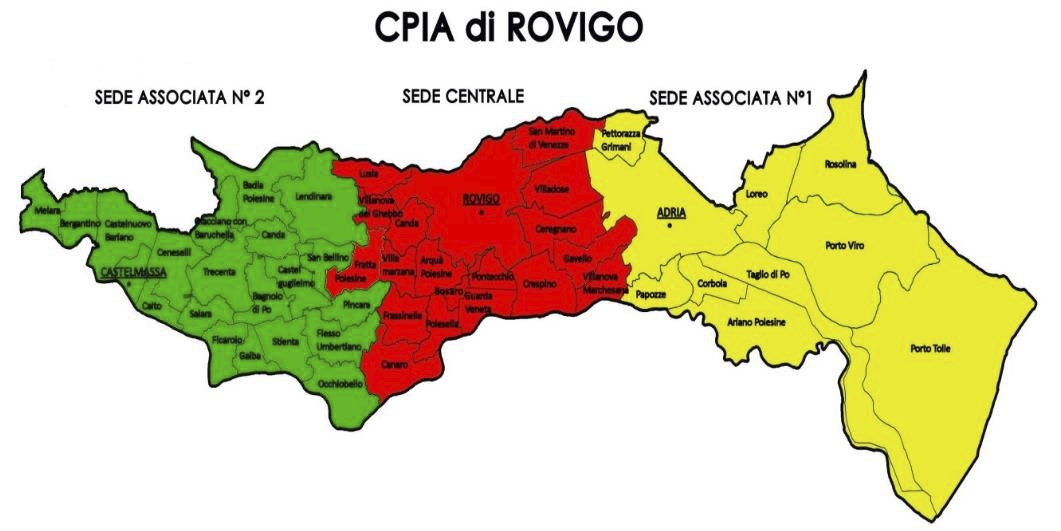 CPIA di ROVIGO
SEDE ASSOCIATA Nº 2
SEDE CENTRALE
SEDE ASSOCIATA Nº1
Melara
Bergantino
Castelnuovo
Bariano
CASTELMASSA
Ceneselli
Calto
Salara
Trecenta
Giacciano con
Baruchella
Badia
Polesine
Lendinara
Canda
San Bellino
Castel
guglielmo
Bagnolo
di Po
Pincara
Ficarolo
Gaiba
Stienta
Fiesso
Umbertiano
Occhiobello
Lusia
Villanova
del Ghebbo
Canda
Fratta
Polesine
Villa
marzana
Arquà
Polesine
Bosaro
Frassinelle
Polesella
Canaro
ROVIGO
San Martino
di Venezze
Villadose
Ceregnano
Gavello
Villanova
Marchesana
Pontecchio
Guarda
Veneta
Crespino
Pettorazza
Grimani
ADRIA
Papozze
Corbola
Ariano Polesine
Taglio di Po
Loreo
Rosolina
Porto Viro
Porto Tolle